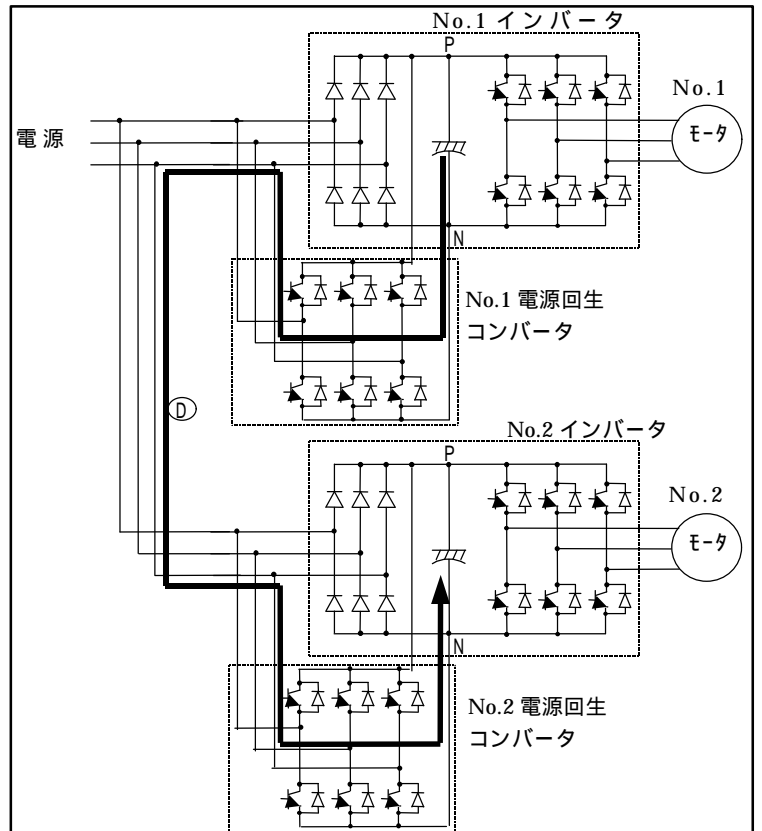 No.1 インバータ
P
No.1
モータ
電源
N
No.1 電源回生
コンバータ
D
No.2 インバータ
P
No.2
モータ
N
No.2 電源回生
コンバータ